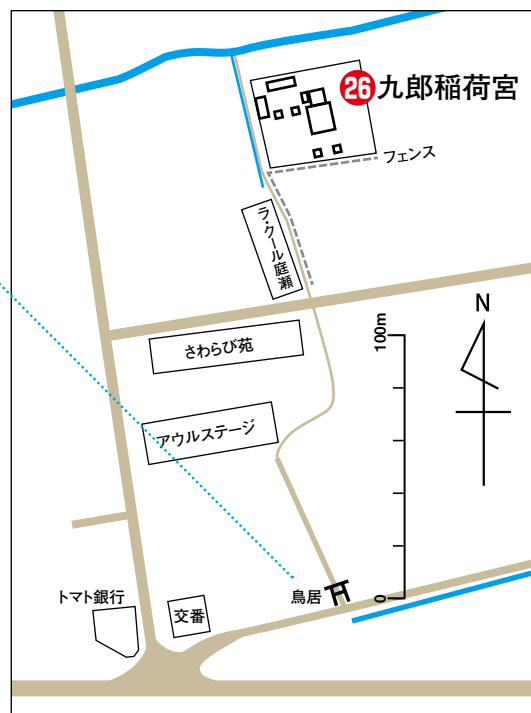 26九郎稲荷宮
フェンス
ラ・クール庭瀬
さわらび苑
アウルステージ
N
100m
0
鳥居
トマト銀行
交番